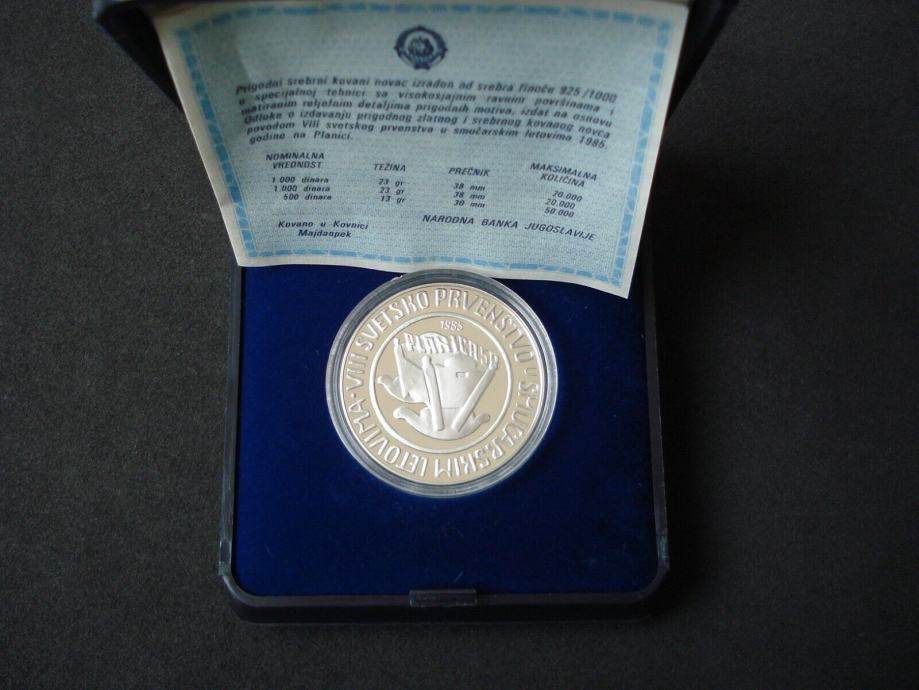 Prigodni srebrni kovani novac izrađen od srebra finoće 925/1000
u specijalnoj tehnici sa visokosjajnim ravnim površinama i
matiranim reljefnim detaljima prigodnih motiva, izdat na osnovu
Odluke o izdavanju prigodnog zlatnog i srebrnog kovanog novca
povodom VIII svetskog prvenstva u smučarskim letovima 1985.
godine na Planici.
NOMINALNA VREDNOST TEŽINA PREČNIK MAKSIMALNA KOLIČINA
1.000 dinara 23 gr 38 mm 20.000
1.000 dinara 23 gr 38 mm 20.000
500 dinara 13 gr 30 mm 50.000
Kovano u Kovnici
Majdanpek
NARODNA BANKA JUGOSLAVIJE
VIII SVETSKO PRVENSTVO U SMUČARSKIM LETOVIMA
1985
PLANICA